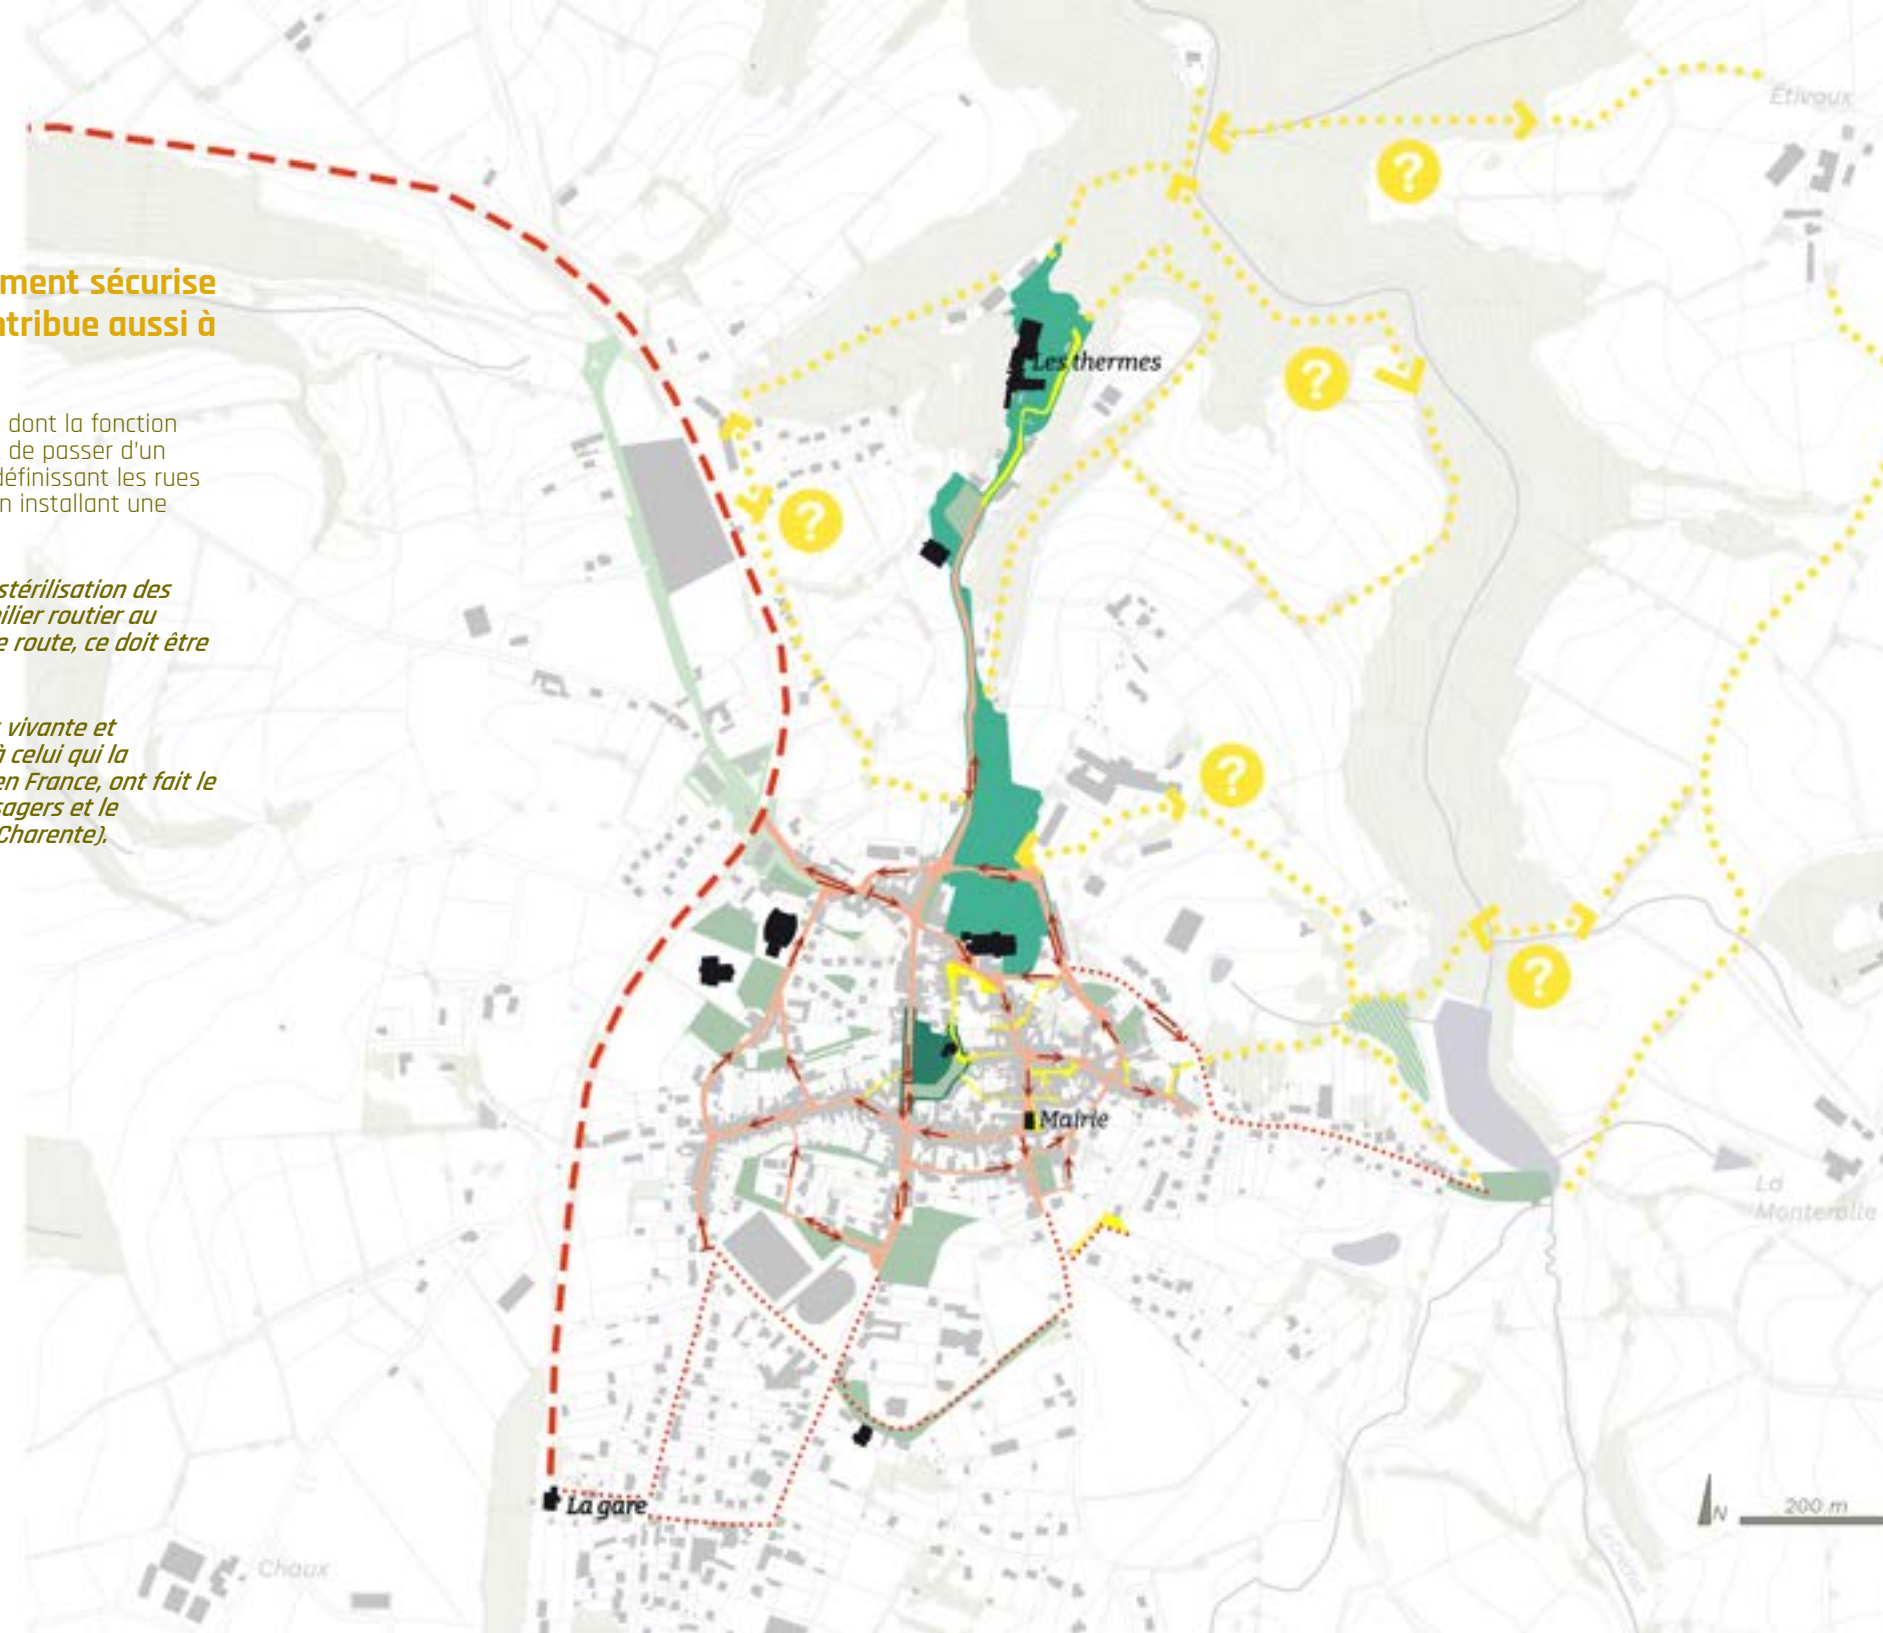 ment sécurise
ntribue aussi à
dont la fonction
de passer d'un
définissant les rues
n installant une
stérilisation des
ilier routier au
e route, ce doit être
vivante et
à celui qui la
en France, ont fait le
sagers et le
Charente).
Étivaux
?
?
Les thermes
?
?
?
Mairie
La
Monterolle
La gare
N
200 m
Chaux